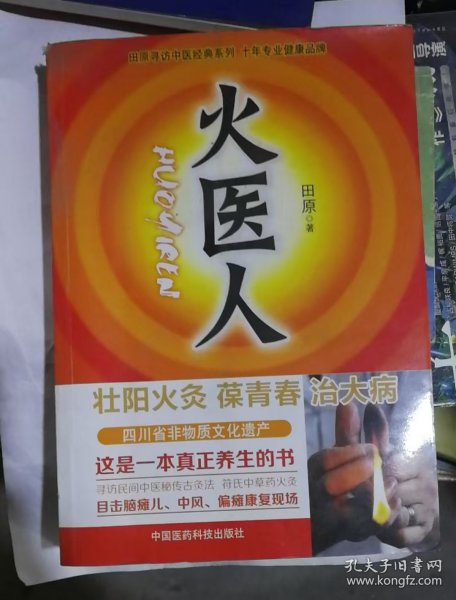 田原寻访中医经典系列 十年专业健康品牌
火医人
HUOYIREN
田原◎著
壮阳火灸 葆青春 治大病
四川省非物质文化遗产
这是一本真正养生的书
寻访民间中医秘传古灸法 符氏中草药火灸
目击脑瘫儿、中风、偏瘫康复现场
中国医药科技出版社
导演
孔夫子旧书网
www.kongfz.com